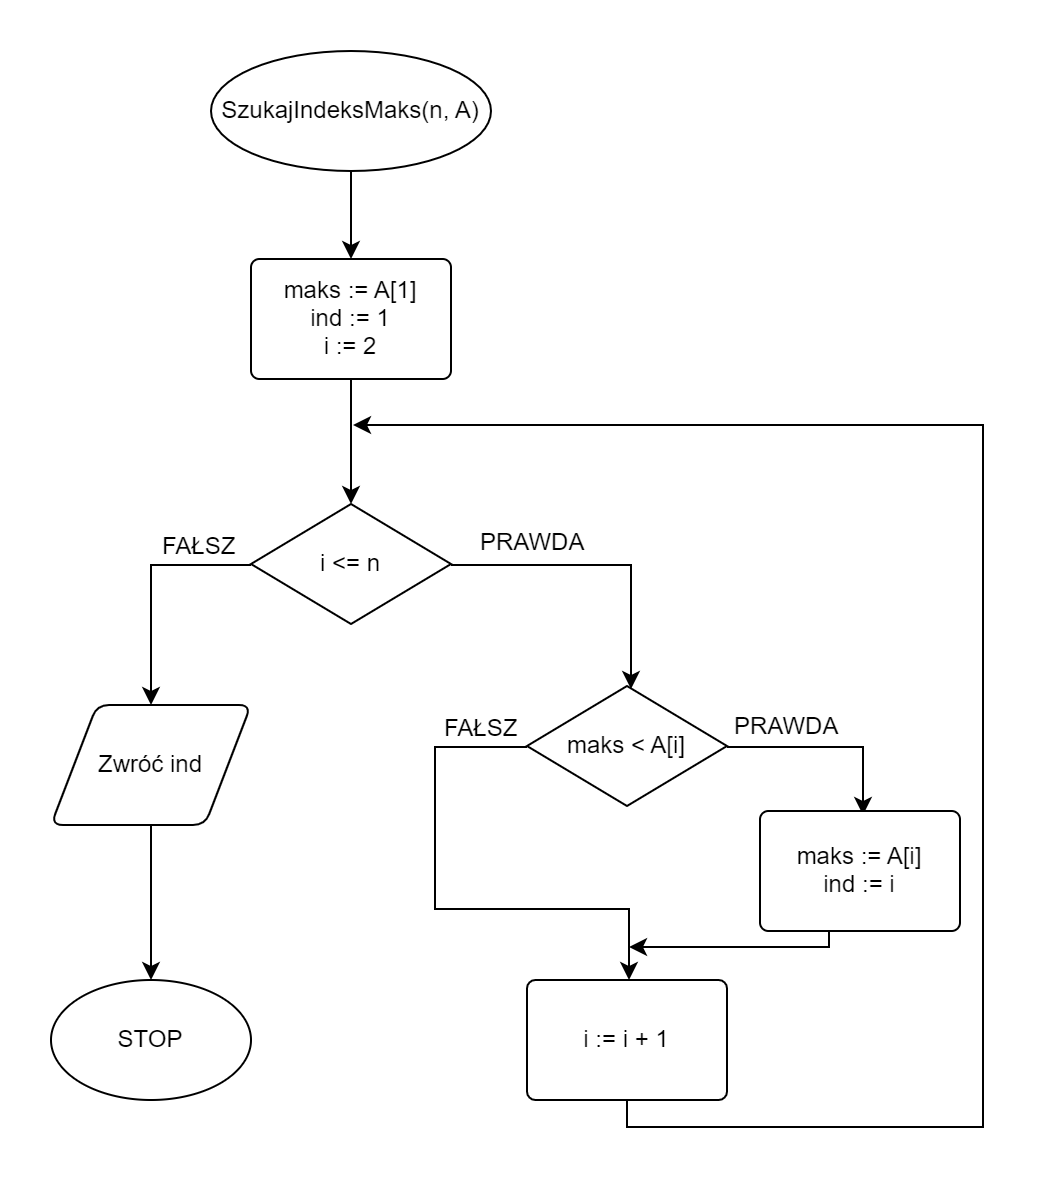 SzukajIndeksMaks(n, A)
maks := A[1]
ind := 1
i := 2
FAŁSZ
i <= n
PRAWDA
Zwróć ind
STOP
FAŁSZ
maks < A[i]
PRAWDA
maks := A[i]
ind := i
i := i + 1